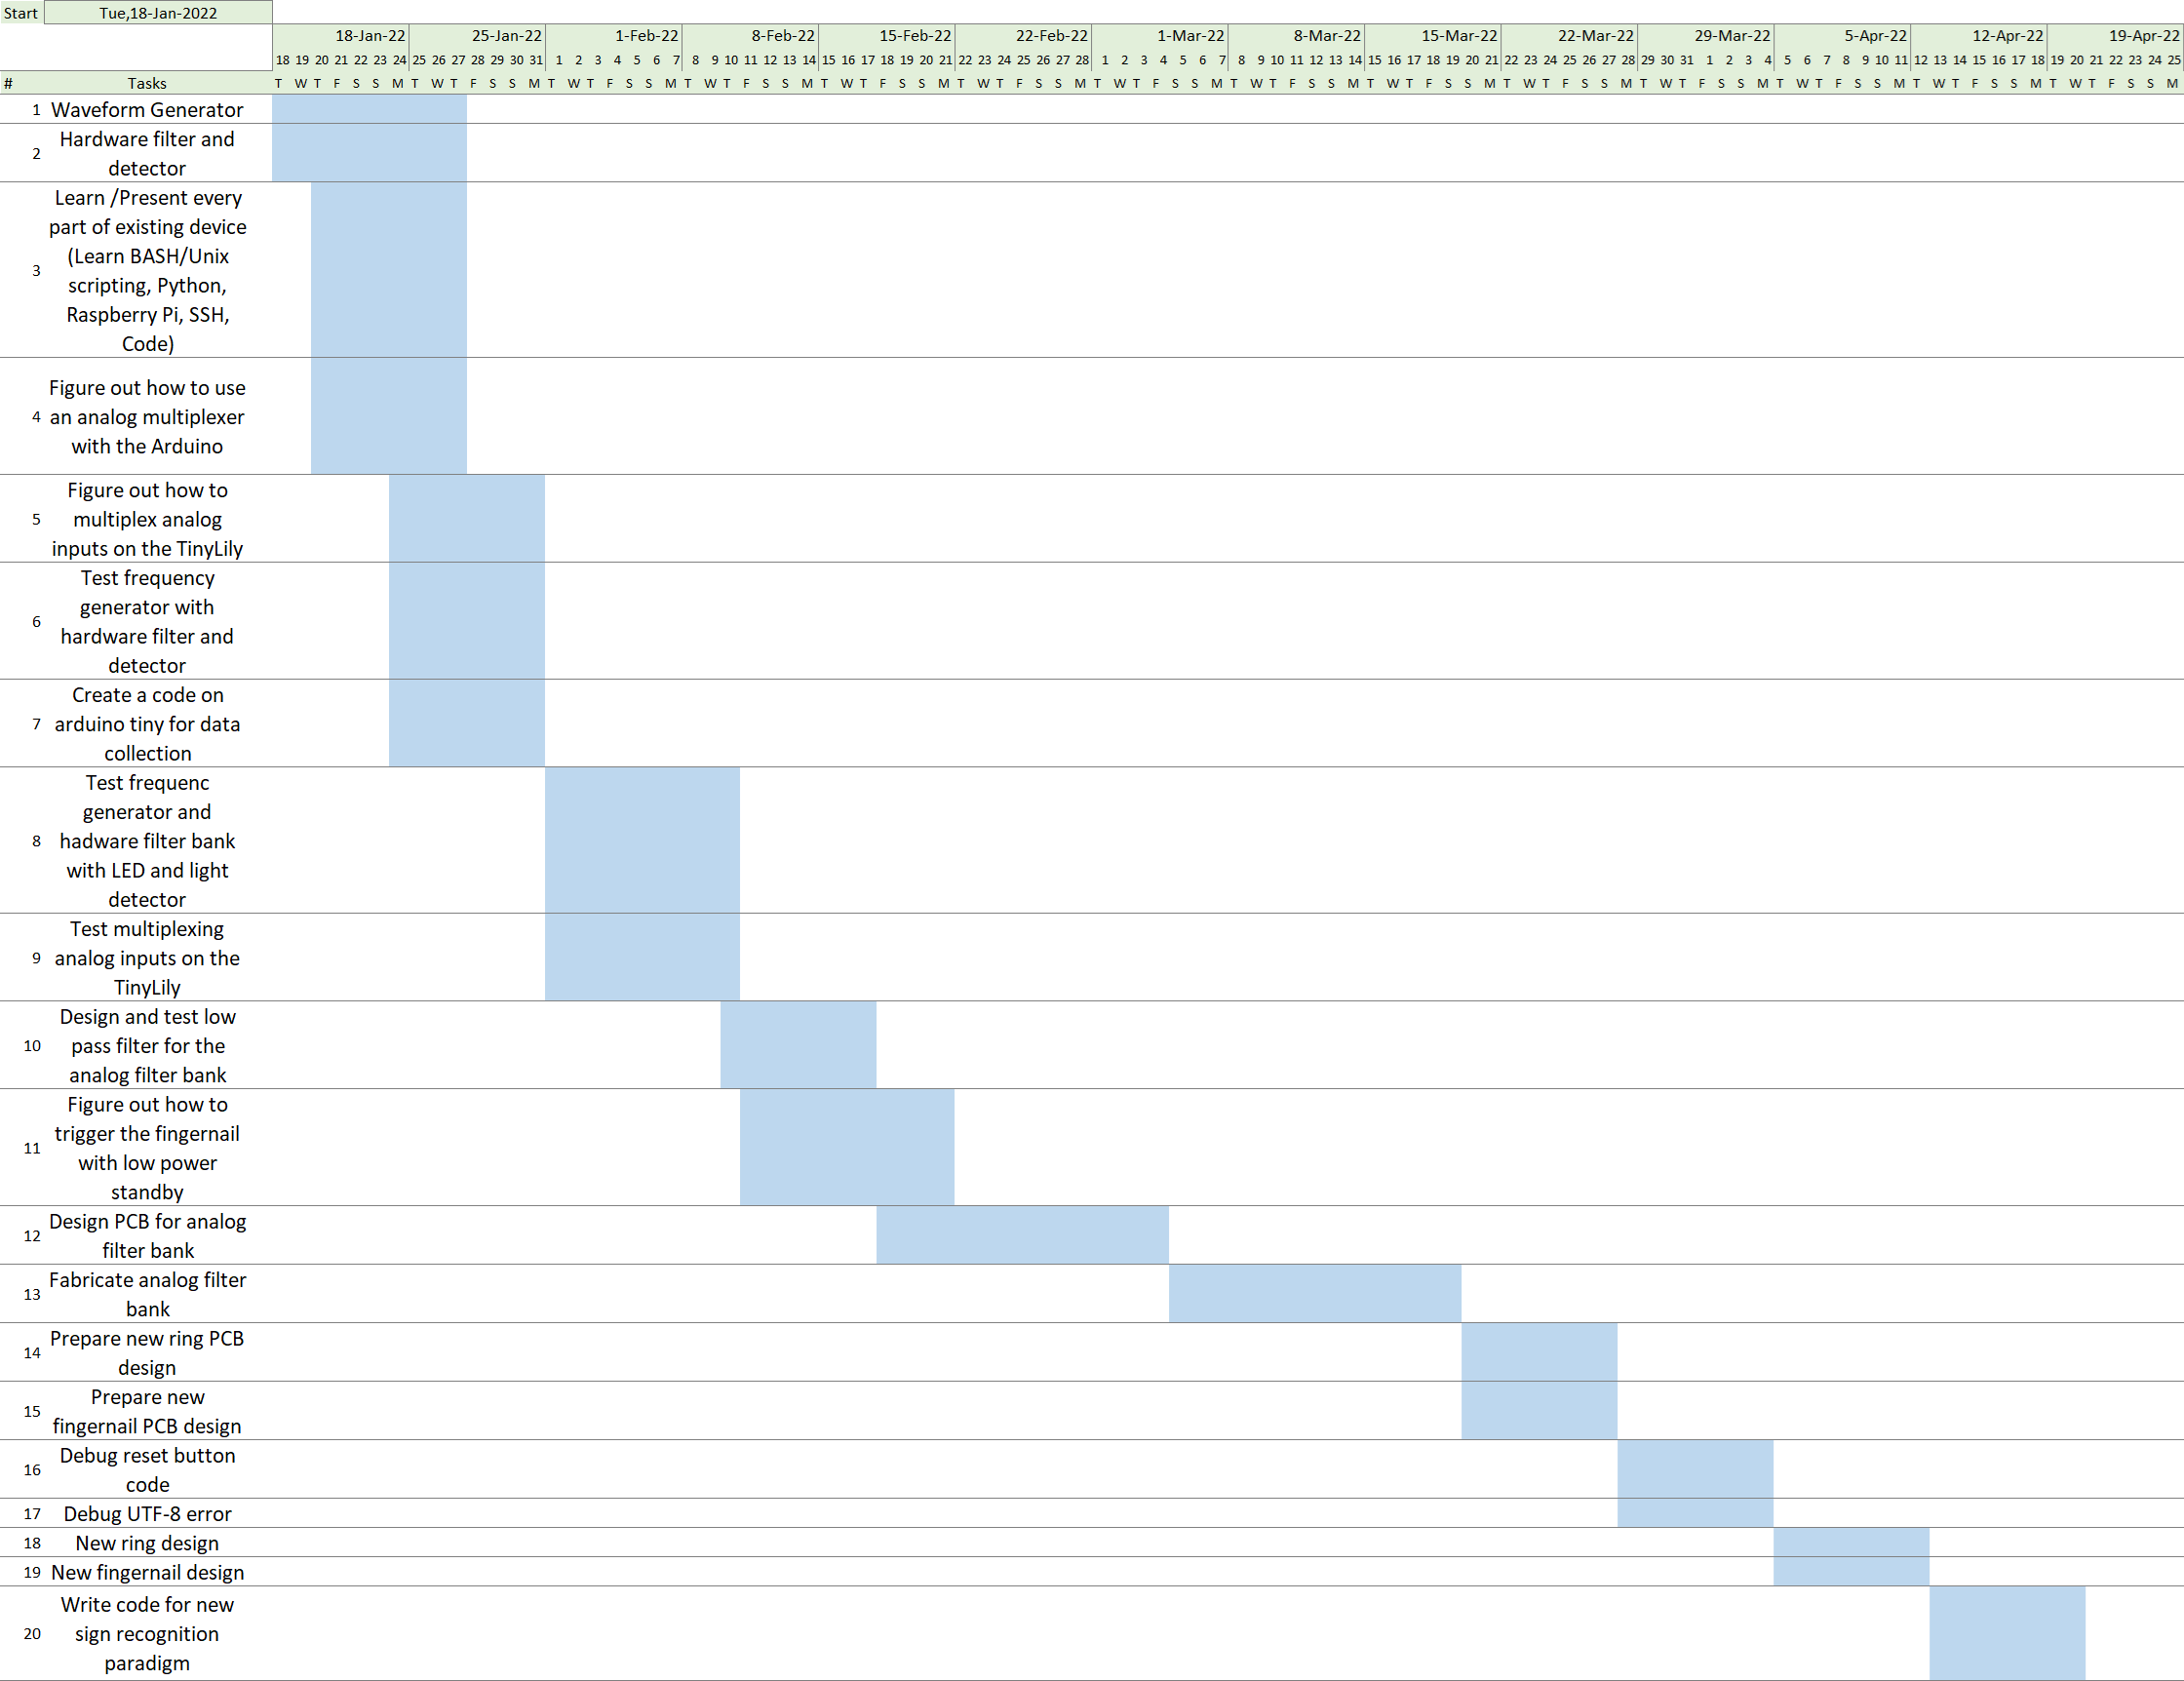 Start Tue,18-Jan-2022
18-Jan-22 25-Jan-22 1-Feb-22 8-Feb-22 15-Feb-22 22-Feb-22 1-Mar-22 8-Mar-22 15-Mar-22 22-Mar-22 29-Mar-22 5-Apr-22 12-Apr-22 19-Apr-22
18 19 20 21 22 23 24 25 26 27 28 29 30 31 1 2 3 4 5 6 7 8 9 10 11 12 13 14 15 16 17 18 19 20 21 22 23 24 25 26 27 28 1 2 3 4 5 6 7 8 9 10 11 12 13 14 15 16 17 18 19 20 21 22 23 24 25 26 27 28 29 30 31 1 2 3 4 5 6 7 8 9 10 11 12 13 14 15 16 17 18 19 20 21 22 23 24 25
# Tasks T W T F S S M T W T F S S M T W T F S S M T W T F S S M T W T F S S M T W T F S S M T W T F S S M T W T F S S M T W T F S S M T W T F S S M T W T F S S M T W T F S S M T W T F S S M T W T F S S M
1 Waveform Generator
Hardware filter and
2
detector
Learn /Present every
part of existing device
(Learn BASH/Unix
3
scripting, Python,
Raspberry Pi, SSH,
Code)
Figure out how to use
4 an analog multiplexer
with the Arduino
Figure out how to
5 multiplex analog
inputs on the TinyLily
Test frequency
generator with
6
hardware filter and
detector
Create a code on
7 arduino tiny for data
collection
Test frequenc
generator and
8 hadware filter bank
with LED and light
detector
Test multiplexing
9 analog inputs on the
TinyLily
Design and test low
10 pass filter for the
analog filter bank
Figure out how to
trigger the fingernail
11
with low power
standby
Design PCB for analog
12
filter bank
Fabricate analog filter
13
bank
Prepare new ring PCB
14
design
Prepare new
15
fingernail PCB design
Debug reset button
16
code
17 Debug UTF-8 error
18 New ring design
19 New fingernail design
Write code for new
20 sign recognition
paradigm